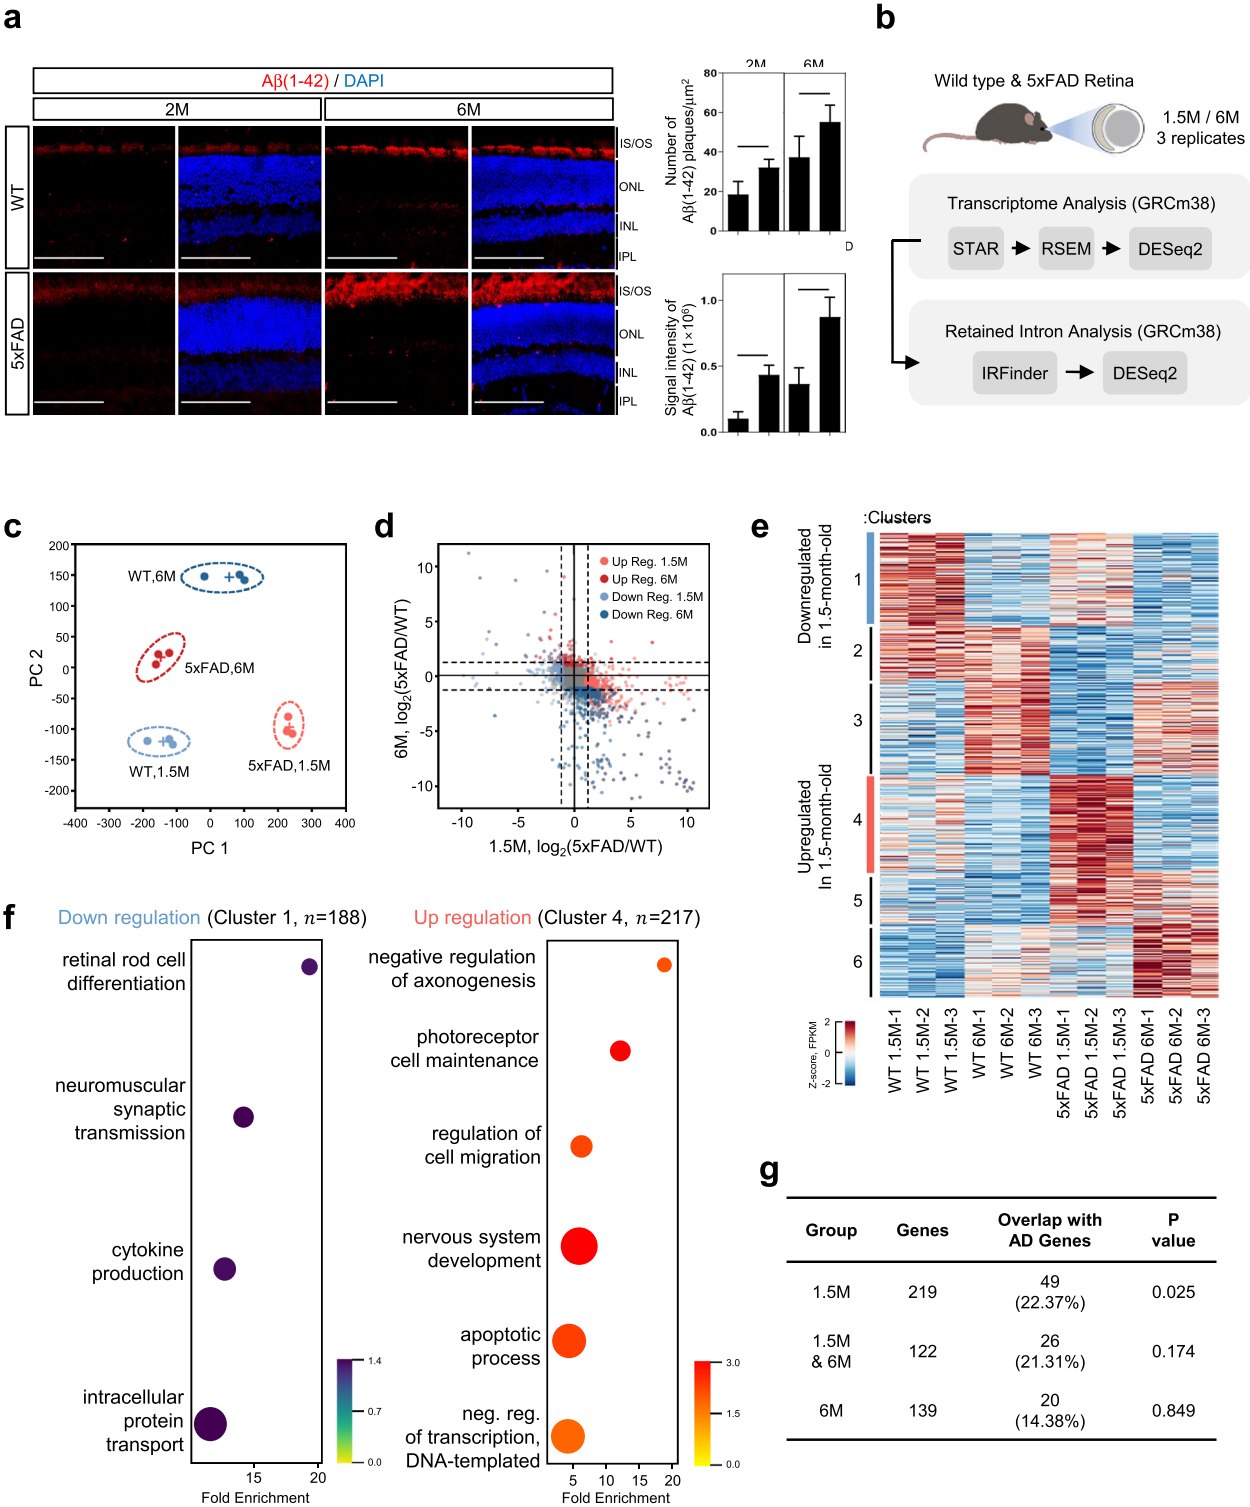 a
Aβ(1-42) / DAPI
2M
6M
WT
5xFAD
IS/OS
ONL
INL
IPL
IS/OS
ONL
INL
IPL
2M
6M
Number of
Aβ(1-42) plaques/μm²
80
60
40
20
0
D
Signal intensity of
Aβ(1-42) (1×10⁶)
1.0
0.5
0.0
b
Wild type & 5xFAD Retina
1.5M / 6M
3 replicates
Transcriptome Analysis (GRCm38)
STAR
RSEM
DESeq2
Retained Intron Analysis (GRCm38)
IRFinder
DESeq2
c
200
150
100
50
0
-50
-100
-150
-200
PC 2
WT,6M
5xFAD,6M
WT,1.5M
5xFAD,1.5M
-400 -300 -200 -100 0 100 200 300 400
PC 1
d
10
5
0
-5
-10
6M, log₂(5xFAD/WT)
Up Reg. 1.5M
Up Reg. 6M
Down Reg. 1.5M
Down Reg. 6M
-10 -5 0 5 10
1.5M, log₂(5xFAD/WT)
e
:Clusters
Downregulated
in 1.5-month-old
Upregulated
In 1.5-month-old
1
2
3
4
5
6
Z-score, FPKM
2
0
-2
WT 1.5M-1
WT 1.5M-2
WT 1.5M-3
WT 6M-1
WT 6M-2
WT 6M-3
5xFAD 1.5M-1
5xFAD 1.5M-2
5xFAD 1.5M-3
5xFAD 6M-1
5xFAD 6M-2
5xFAD 6M-3
f
Down regulation (Cluster 1, n=188)
retinal rod cell
differentiation
neuromuscular
synaptic
transmission
cytokine
production
intracellular
protein
transport
1.4
0.7
0.0
15 20
Fold Enrichment
Up regulation (Cluster 4, n=217)
negative regulation
of axonogenesis
photoreceptor
cell maintenance
regulation of
cell migration
nervous system
development
apoptotic
process
neg. reg.
of transcription,
DNA-templated
3.0
1.5
0.0
5 10 15 20
Fold Enrichment
g
Group Genes Overlap with AD Genes P value
1.5M 219 49 (22.37%) 0.025
1.5M & 6M 122 26 (21.31%) 0.174
6M 139 20 (14.38%) 0.849